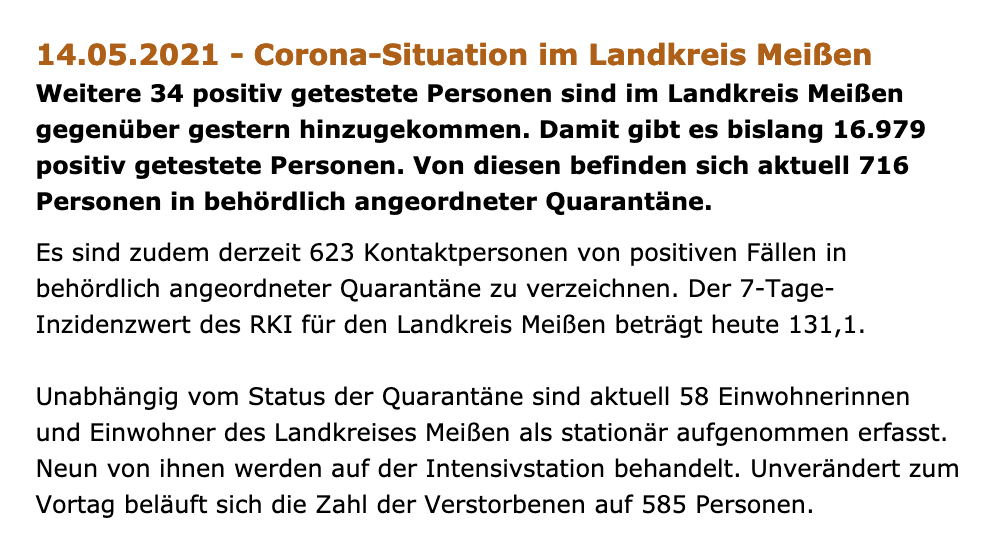 14.05.2021 - Corona-Situation im Landkreis Meißen
Weitere 34 positiv getestete Personen sind im Landkreis Meißen
gegenüber gestern hinzugekommen. Damit gibt es bislang 16.979
positiv getestete Personen. Von diesen befinden sich aktuell 716
Personen in behördlich angeordneter Quarantäne.
Es sind zudem derzeit 623 Kontaktpersonen von positiven Fällen in
behördlich angeordneter Quarantäne zu verzeichnen. Der 7-Tage-
Inzidenzwert des RKI für den Landkreis Meißen beträgt heute 131,1.
Unabhängig vom Status der Quarantäne sind aktuell 58 Einwohnerinnen
und Einwohner des Landkreises Meißen als stationär aufgenommen erfasst.
Neun von ihnen werden auf der Intensivstation behandelt. Unverändert zum
Vortag beläuft sich die Zahl der Verstorbenen auf 585 Personen.